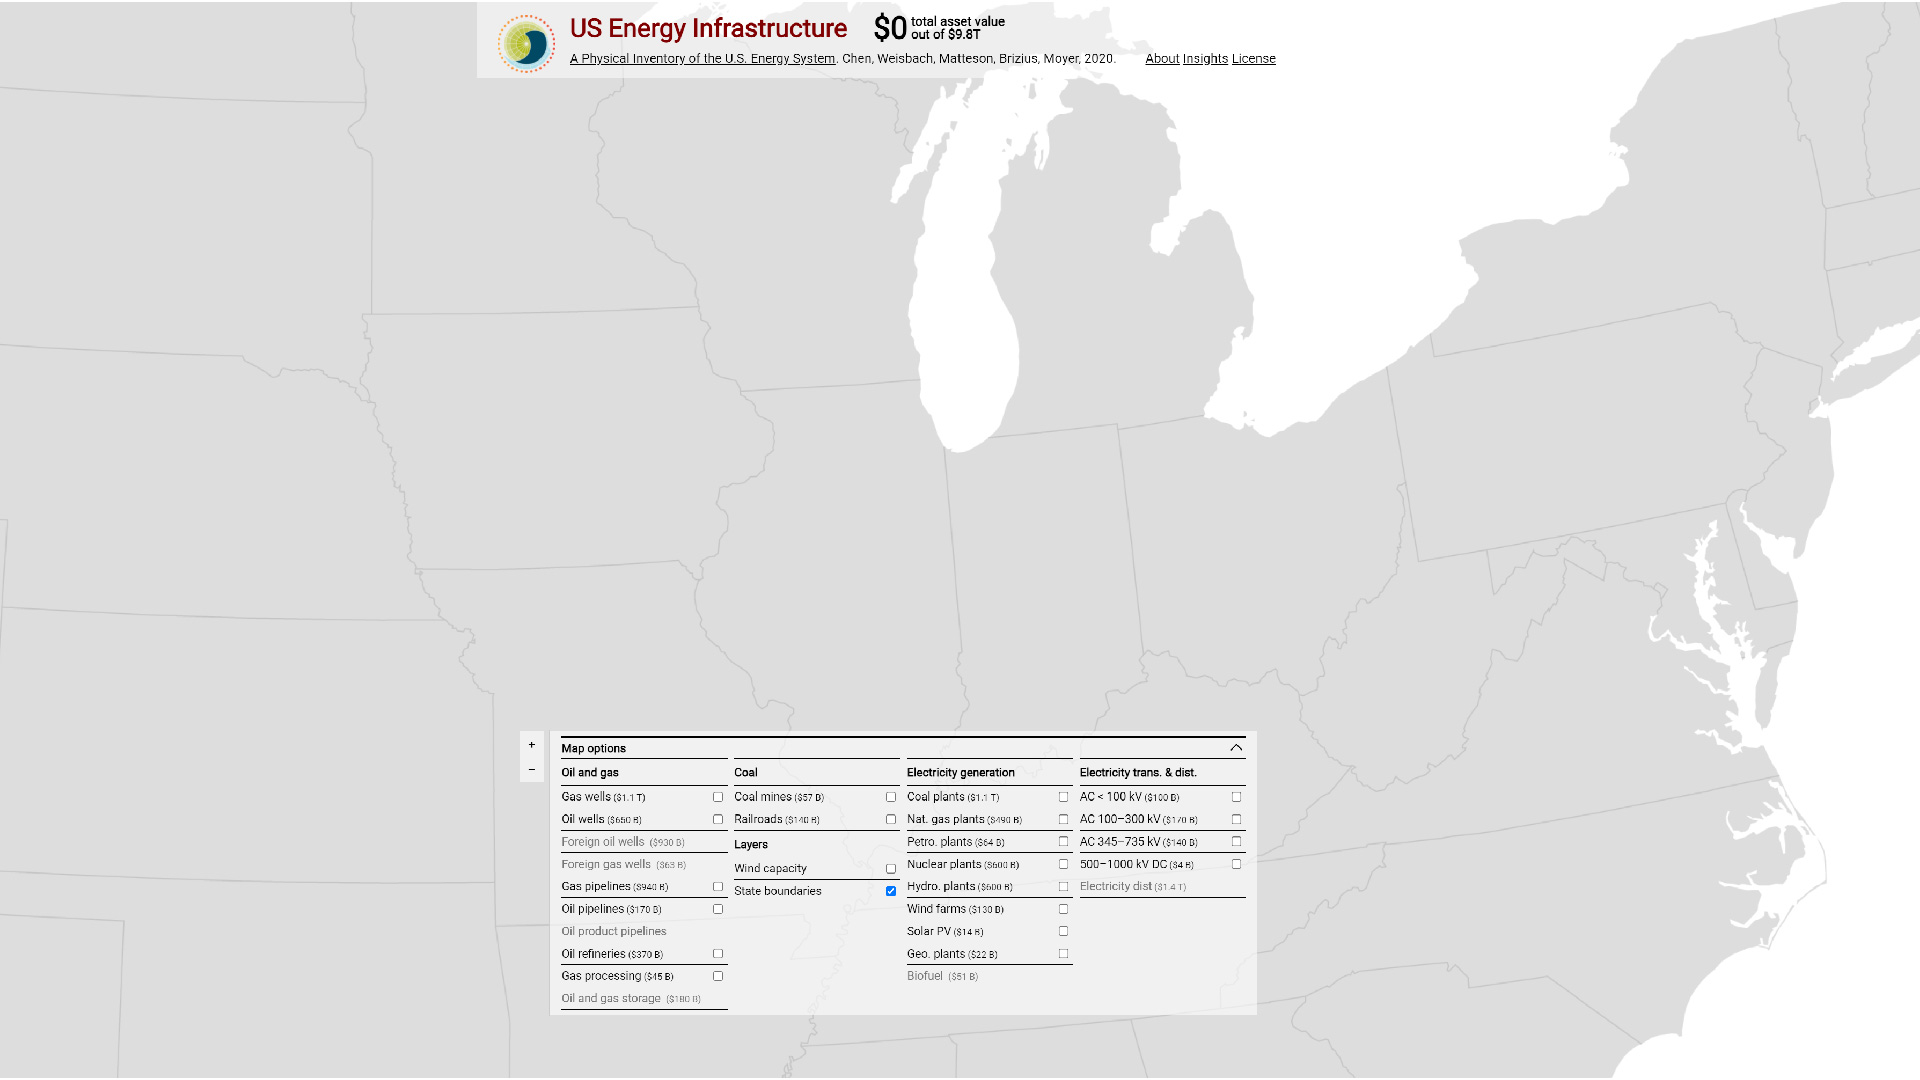 US Energy Infrastructure
$0 total asset value
out of $9.8T
A Physical Inventory of the U.S. Energy System. Chen, Weisbach, Matteson, Brizius, Moyer, 2020.
About Insights License
+
−
Map options
Oil and gas
Gas wells ($1.1 T)
Oil wells ($650 B)
Foreign oil wells ($930 B)
Foreign gas wells ($63 B)
Gas pipelines ($940 B)
Oil pipelines ($170 B)
Oil product pipelines
Oil refineries ($370 B)
Gas processing ($45 B)
Oil and gas storage ($180 B)
Coal
Coal mines ($57 B)
Railroads ($140 B)
Layers
Wind capacity
State boundaries
Electricity generation
Coal plants ($1.1 T)
Nat. gas plants ($490 B)
Petro. plants ($64 B)
Nuclear plants ($600 B)
Hydro. plants ($600 B)
Wind farms ($130 B)
Solar PV ($14 B)
Geo. plants ($22 B)
Biofuel ($51 B)
Electricity trans. & dist.
AC < 100 kV ($100 B)
AC 100–300 kV ($170 B)
AC 345–735 kV ($140 B)
500–1000 kV DC ($4 B)
Electricity dist ($1.4 T)